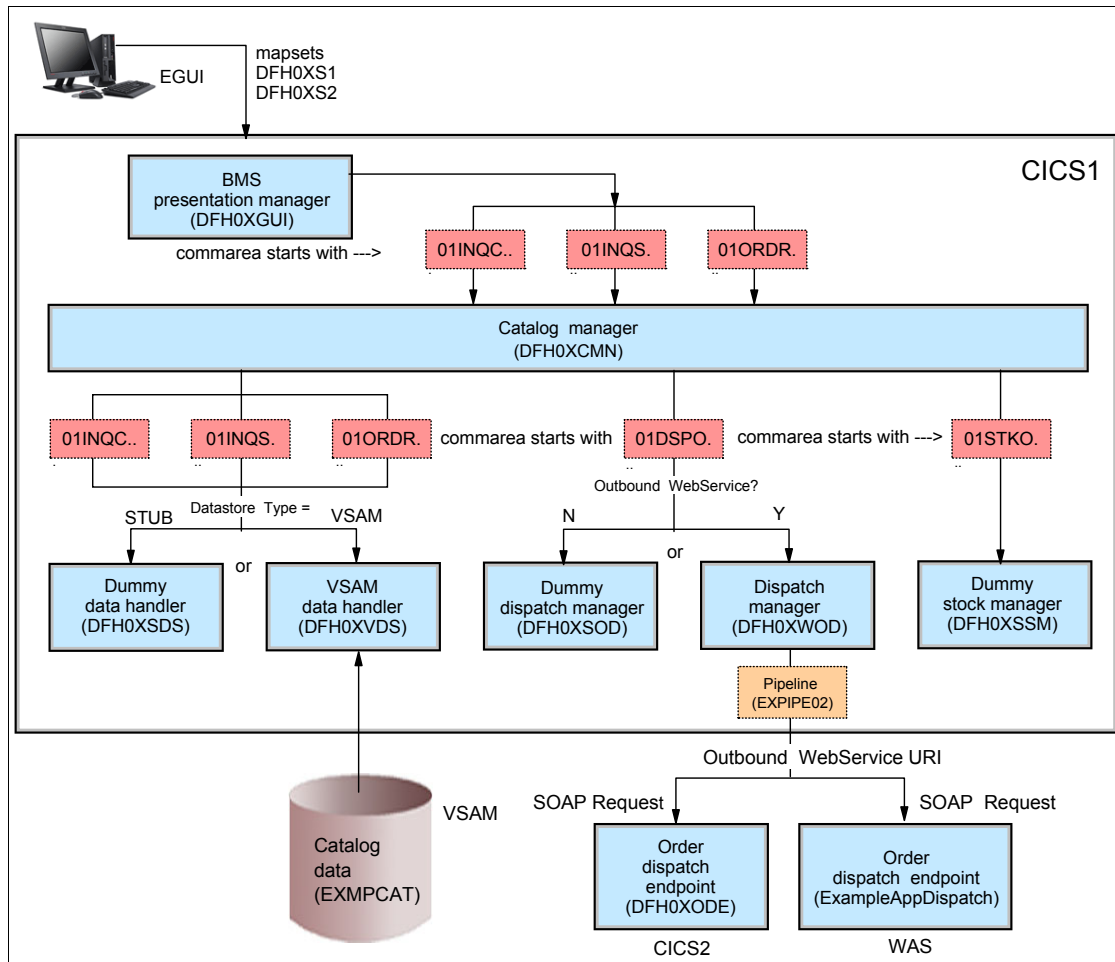 EGUI
mapsets
DFH0XS1
DFH0XS2
CICS1
BMS
presentation manager
(DFH0XGUI)
commarea starts with --->
01INQC..
.
01INQS.
..
01ORDR.
..
Catalog manager
(DFH0XCMN)
01INQC..
.
01INQS.
..
01ORDR.
..
commarea starts with
01DSPO.
..
commarea starts with --->
01STKO.
..
Datastore Type =
STUB
VSAM
Outbound WebService?
N
Y
or
or
Dummy
data handler
(DFH0XSDS)
VSAM
data handler
(DFH0XVDS)
Dummy
dispatch manager
(DFH0XSOD)
Dispatch
manager
(DFH0XWOD)
Dummy
stock manager
(DFH0XSSM)
Pipeline
(EXPIPE02)
Outbound WebService URI
VSAM
Catalog
data
(EXMPCAT)
SOAP Request
SOAP Request
Order
dispatch
endpoint
(DFH0XODE)
Order
dispatch endpoint
(ExampleAppDispatch)
CICS2
WAS